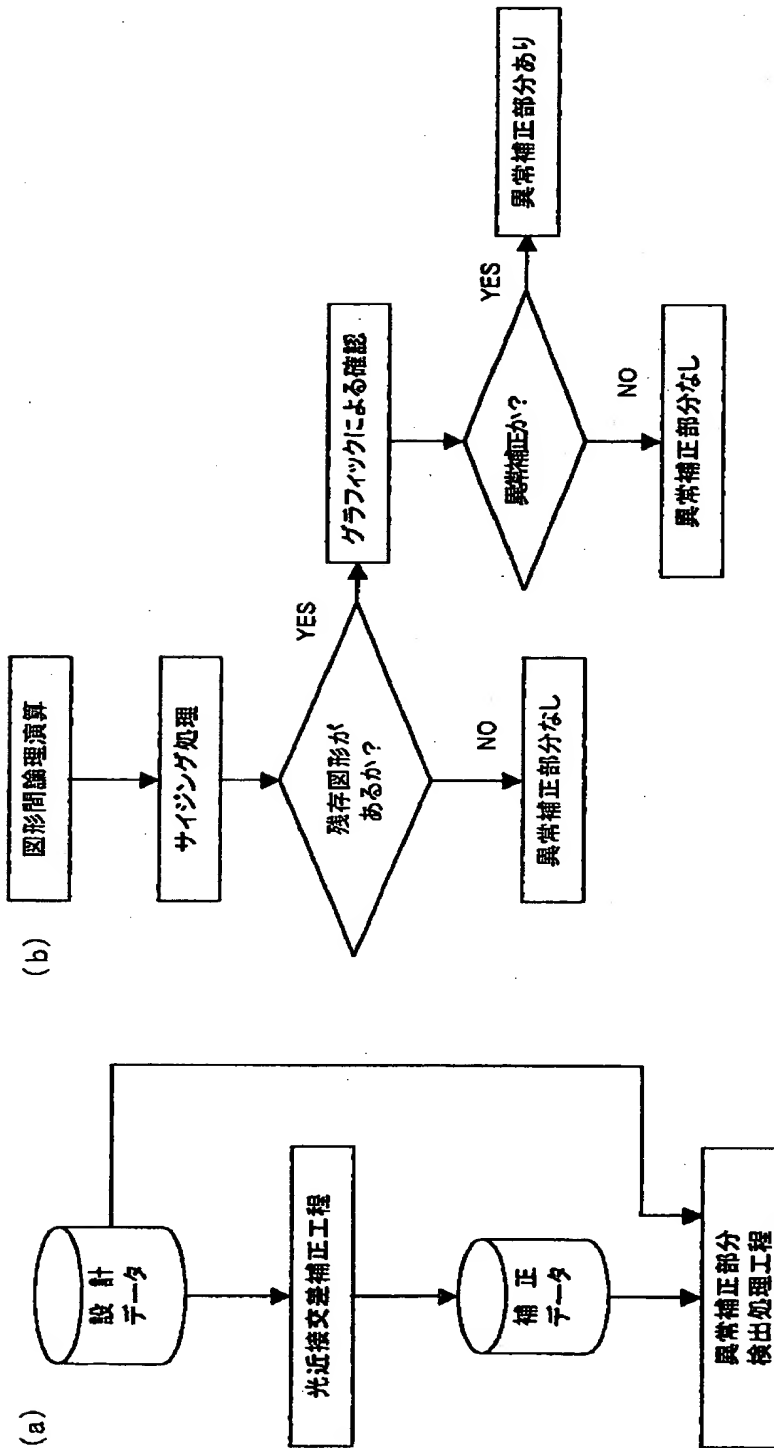 (a)
設計
データ
光近接交差補正工程
補正
データ
異常補正部分
検出処理工程
(b)
図形間論理演算
サイジング処理
残存図形が
あるか?
YES
NO
異常補正部分なし
グラフィックによる確認
異常補正か?
YES
NO
異常補正部分なし
異常補正部分あり